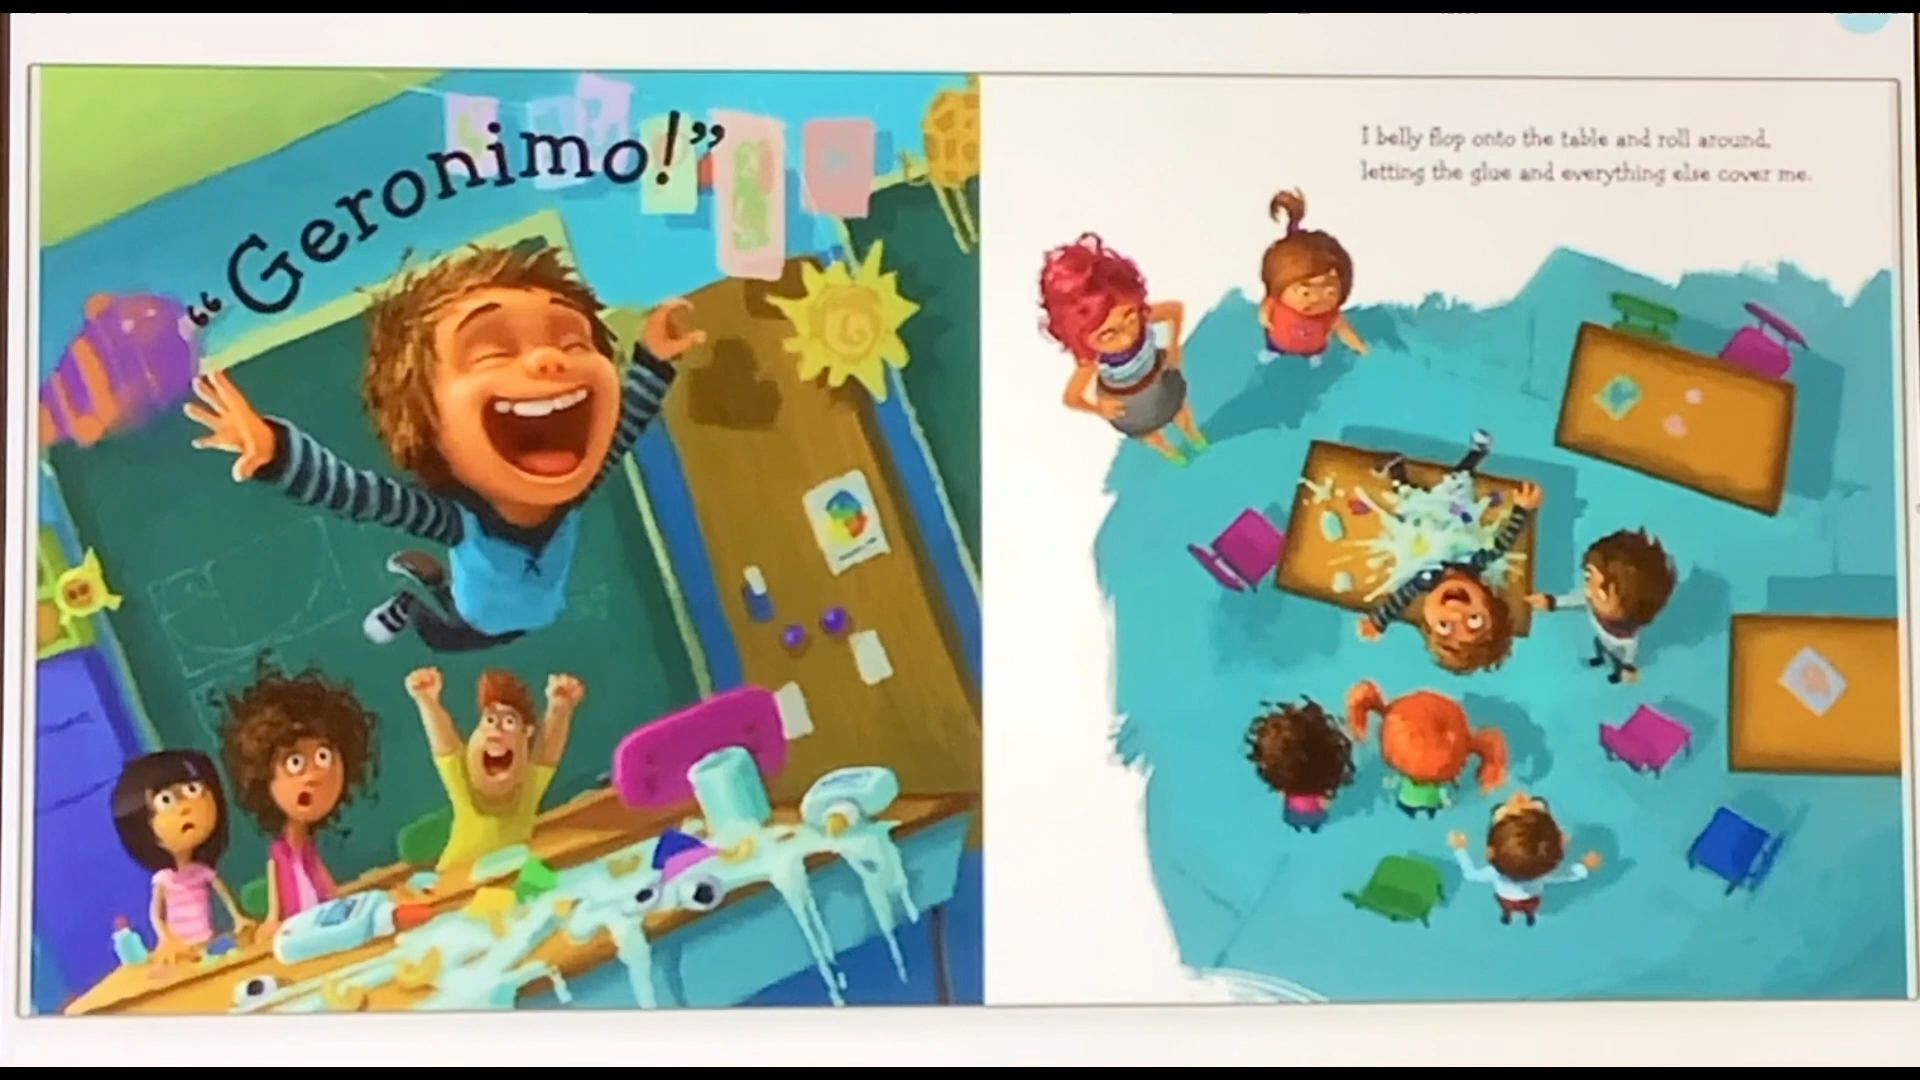 “Geronimo!”
I belly flop onto the table and roll around,
letting the glue and everything else cover me.